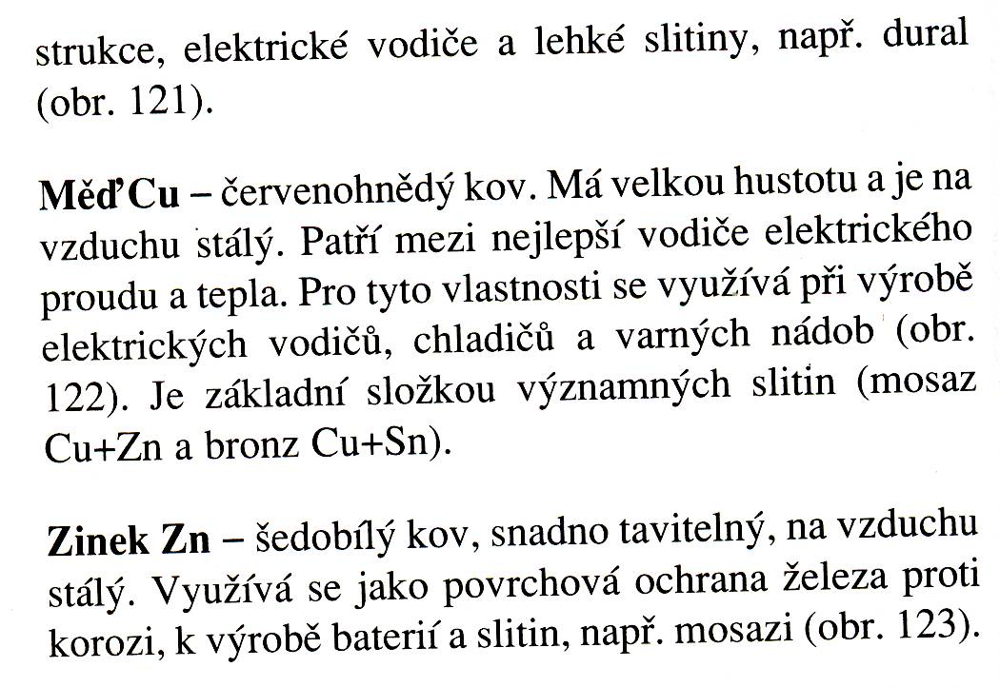 strukce, elektrické vodiče a lehké slitiny, např. dural
(obr. 121).
Měď Cu – červenohnědý kov. Má velkou hustotu a je na
vzduchu stálý. Patří mezi nejlepší vodiče elektrického
proudu a tepla. Pro tyto vlastnosti se využívá při výrobě
elektrických vodičů, chladičů a varných nádob (obr.
122). Je základní složkou významných slitin (mosaz
Cu+Zn a bronz Cu+Sn).
Zinek Zn – šedobílý kov, snadno tavitelný, na vzduchu
stálý. Využívá se jako povrchová ochrana železa proti
korozi, k výrobě baterií a slitin, např. mosazi (obr. 123).